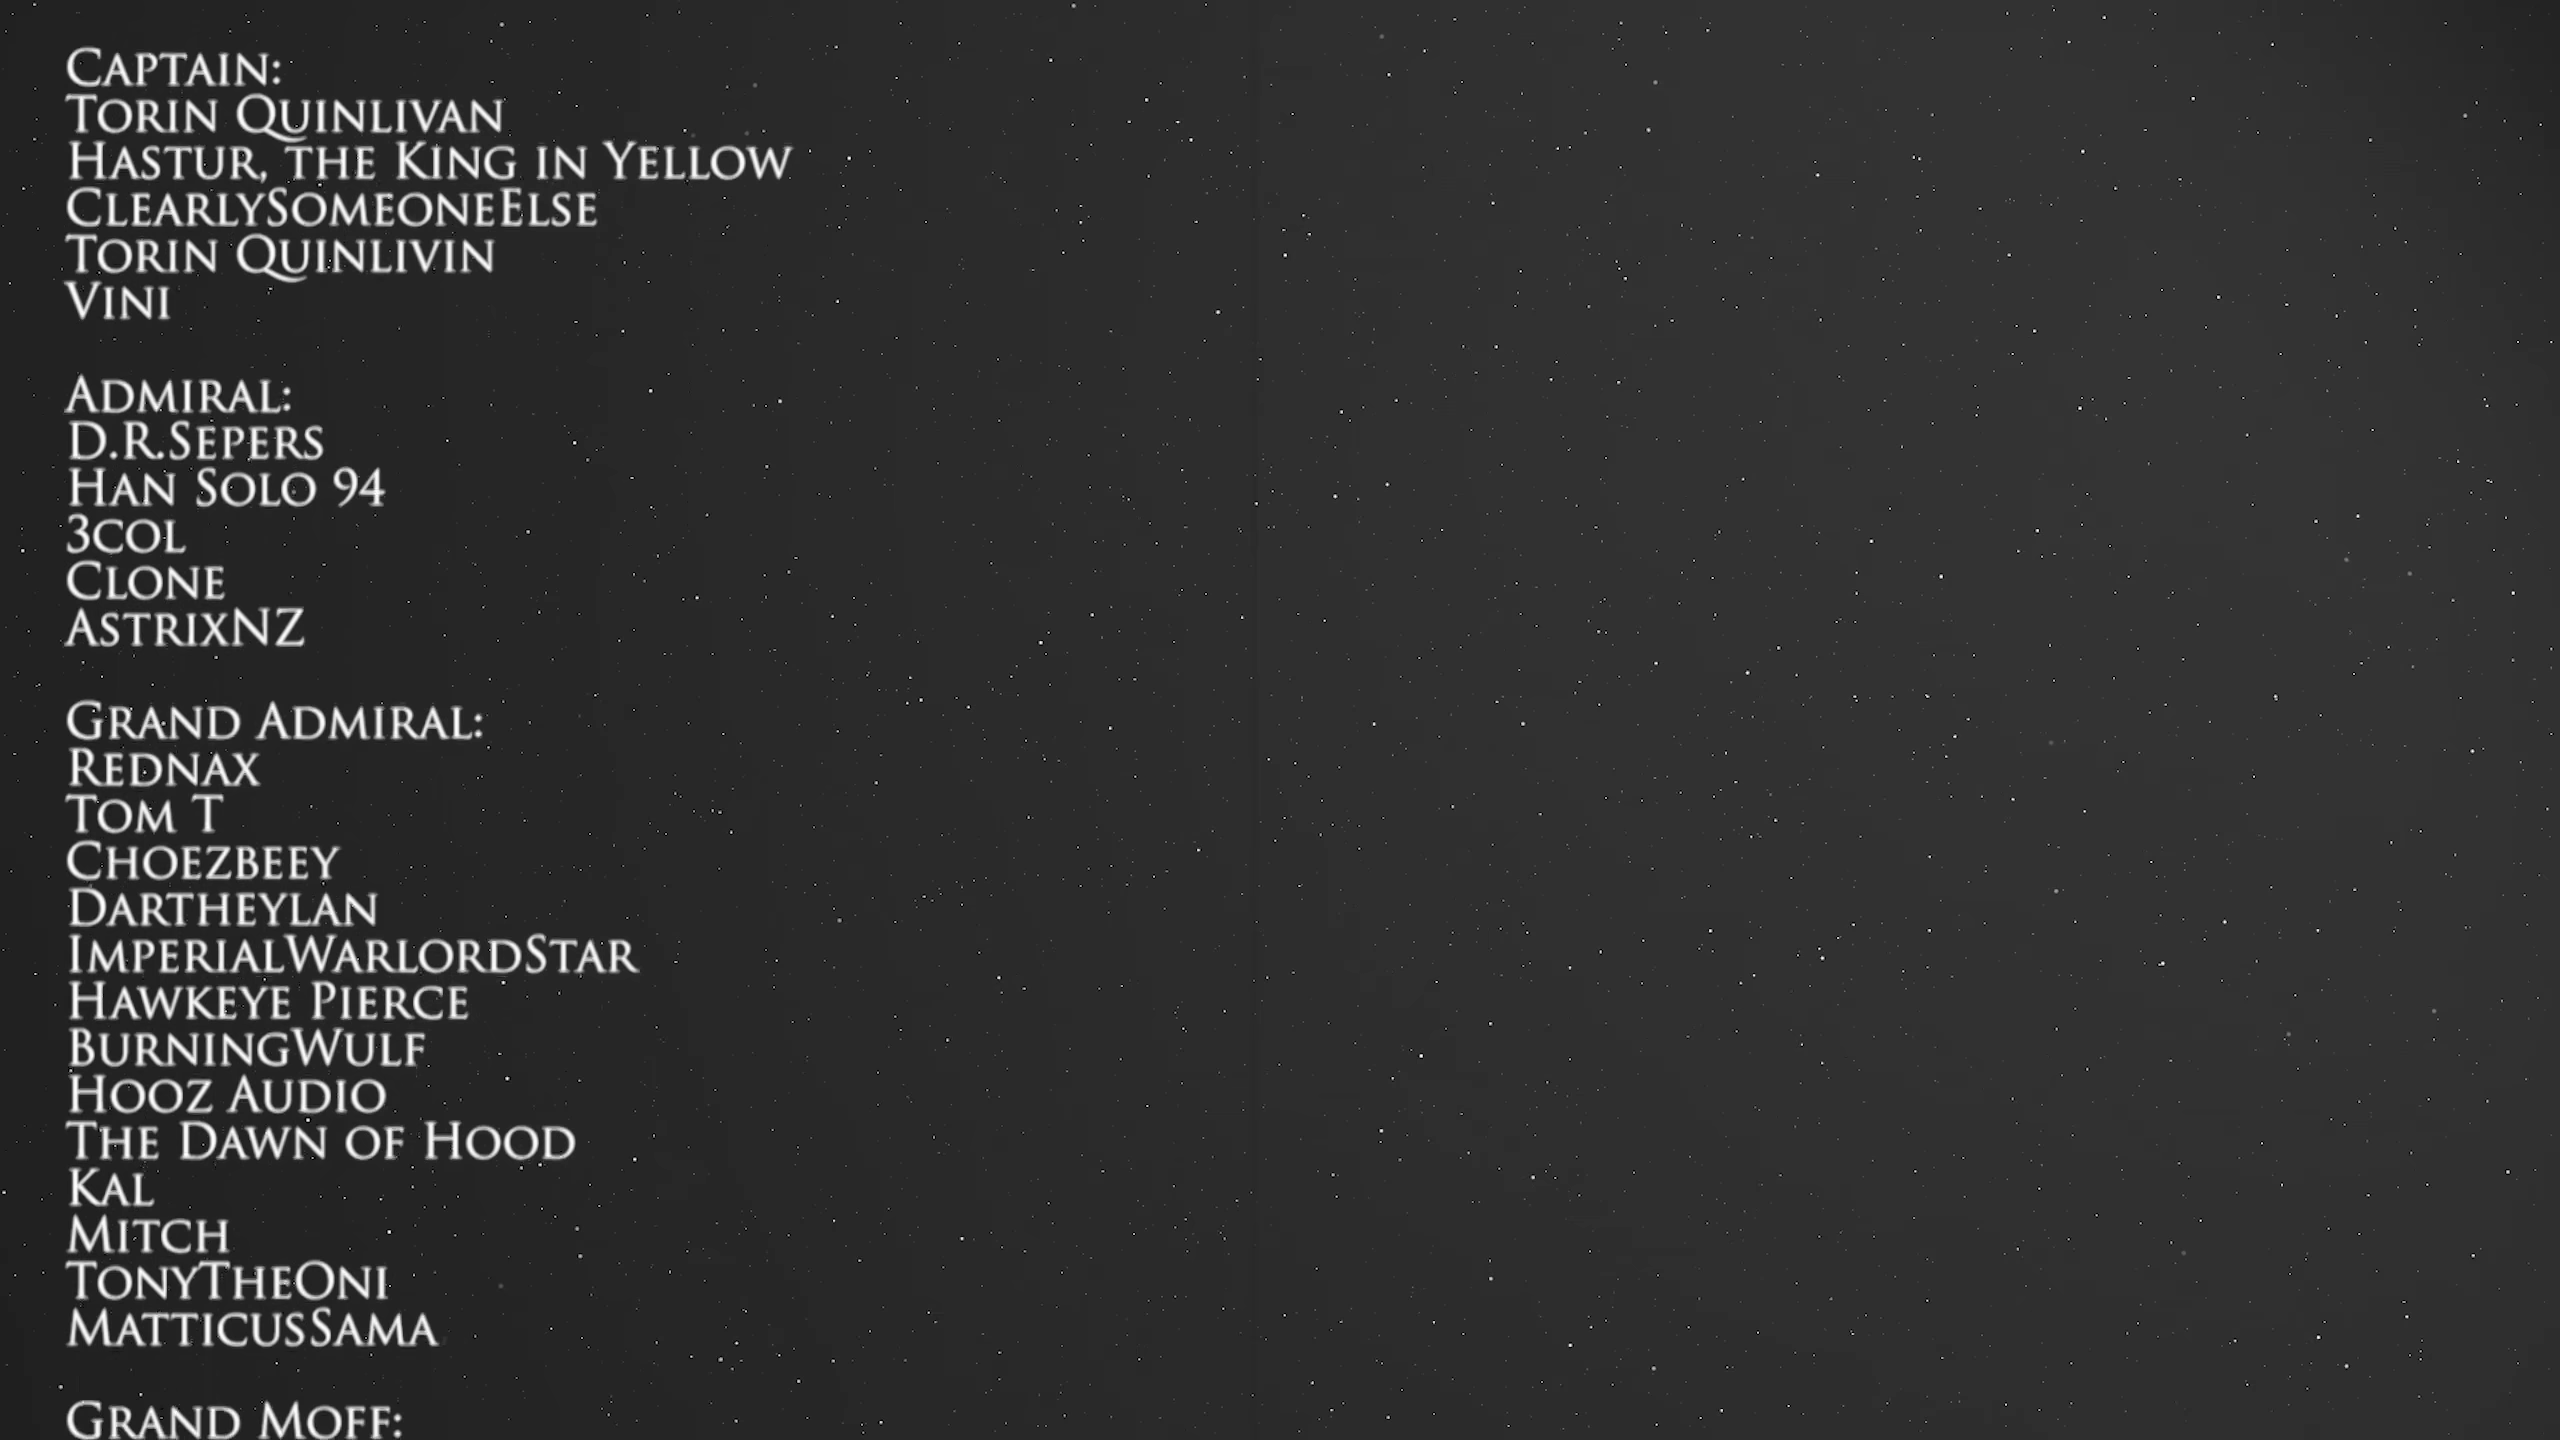 Captain:
Torin Quinlivan
Hastur, the King in Yellow
ClearlySomeoneElse
Torin Quinlivin
Vini
Admiral:
D.R.Sepers
Han Solo 94
3col
Clone
AstrixNZ
Grand Admiral:
Rednax
Tom T
Choezbeey
Dartheylan
ImperialWarlordStar
Hawkeye Pierce
BurningWulf
Hooz Audio
The Dawn of Hood
Kal
Mitch
TonyTheOni
MatticusSama
Grand Moff: